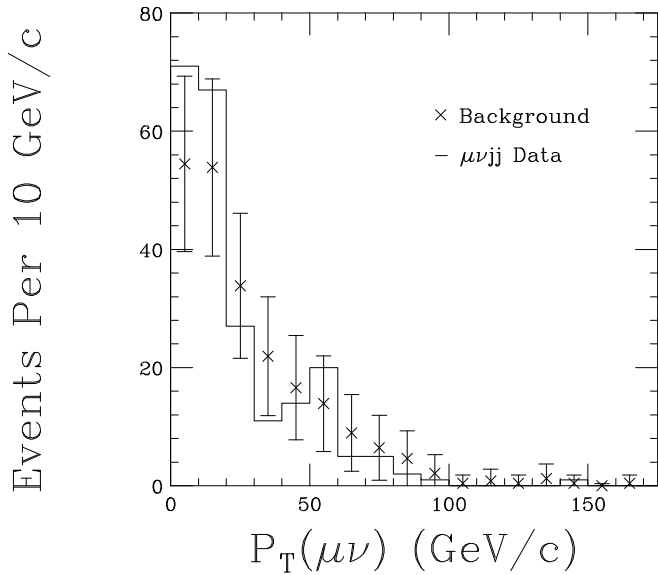 Events Per 10 GeV/c
80
60
40
20
0
× Background
– μνjj Data
0 50 100 150
P_T(μν) (GeV/c)